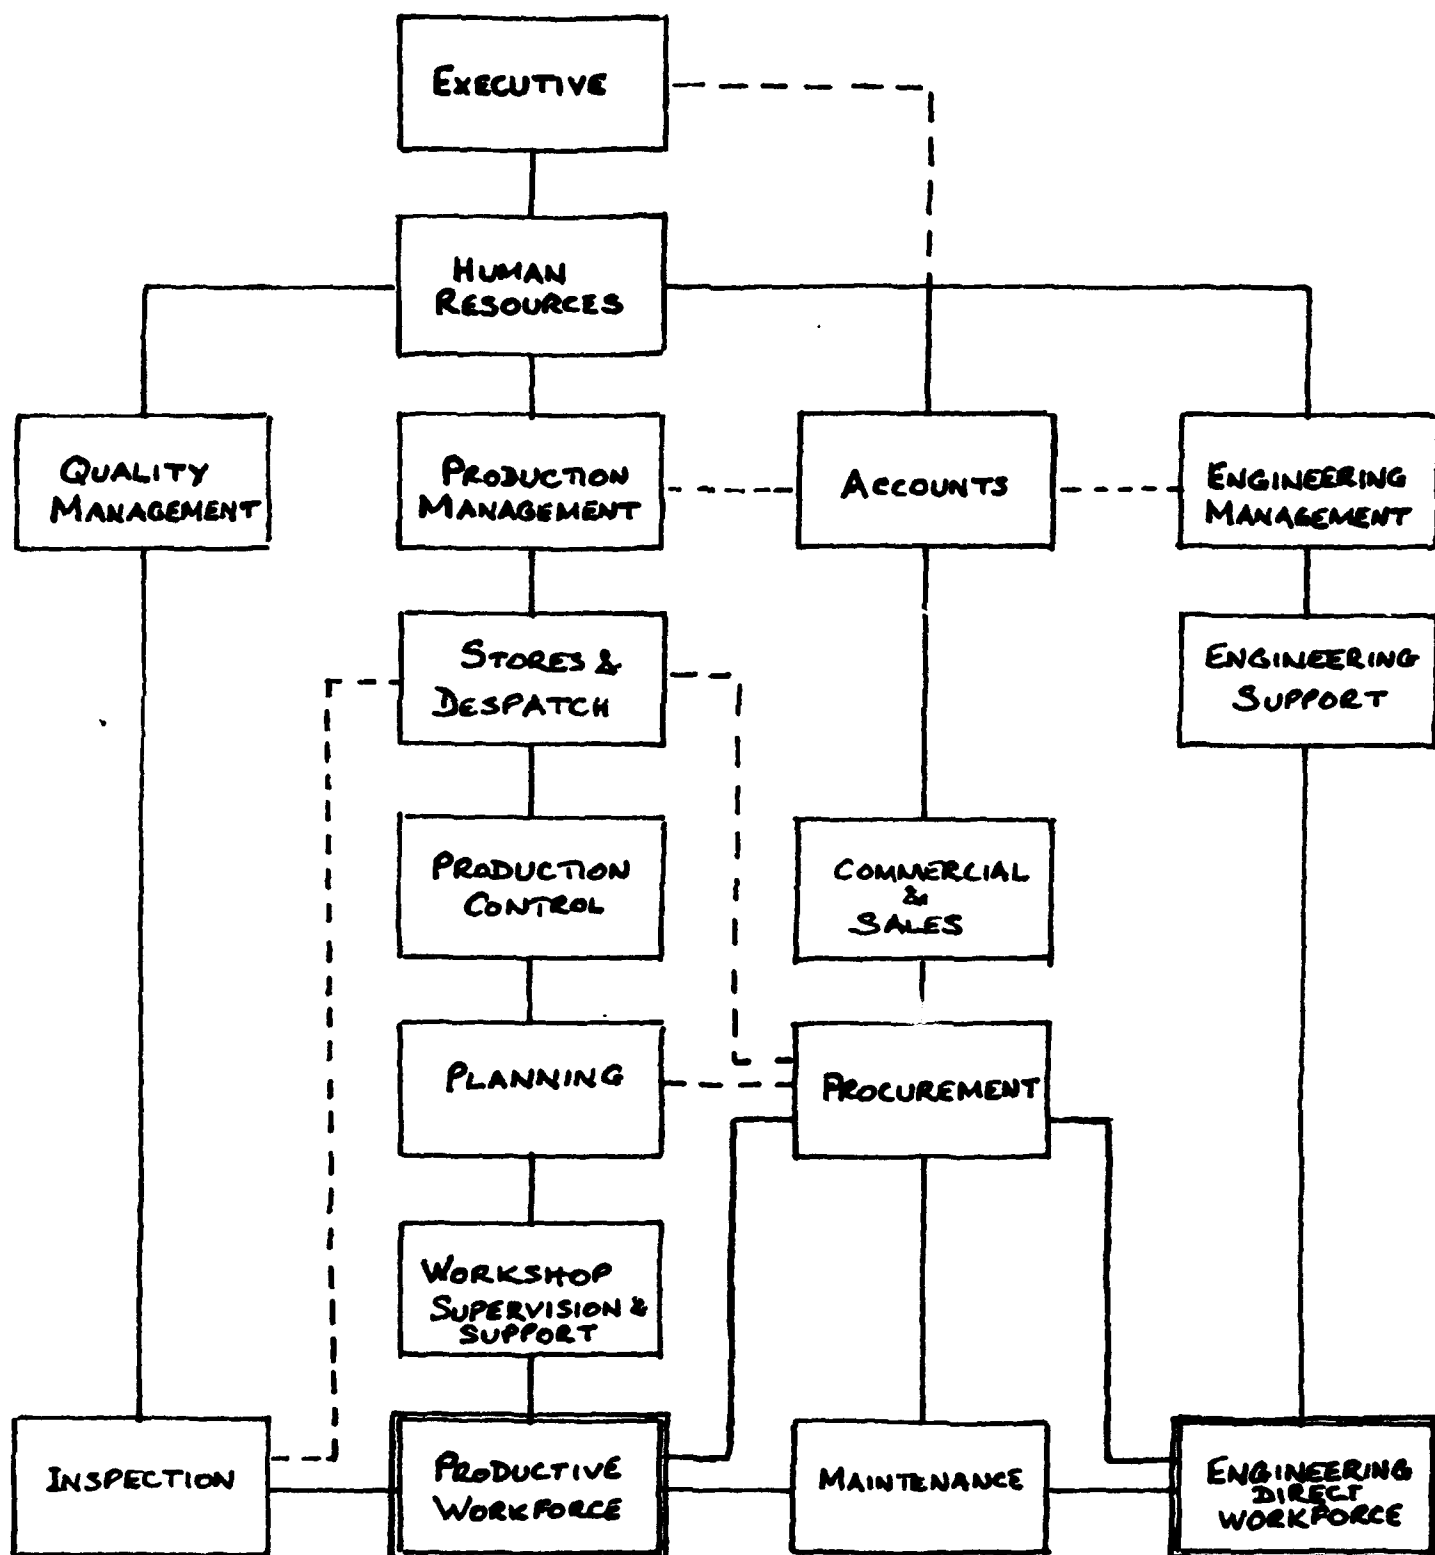 EXECUTIVE
HUMAN
RESOURCES
QUALITY
MANAGEMENT
PRODUCTION
MANAGEMENT
ACCOUNTS
ENGINEERING
MANAGEMENT
STORES &
DESPATCH
ENGINEERING
SUPPORT
PRODUCTION
CONTROL
COMMERCIAL
&
SALES
PLANNING
PROCUREMENT
WORKSHOP
SUPERVISION &
SUPPORT
INSPECTION
PRODUCTIVE
WORKFORCE
MAINTENANCE
ENGINEERING
DIRECT
WORKFORCE